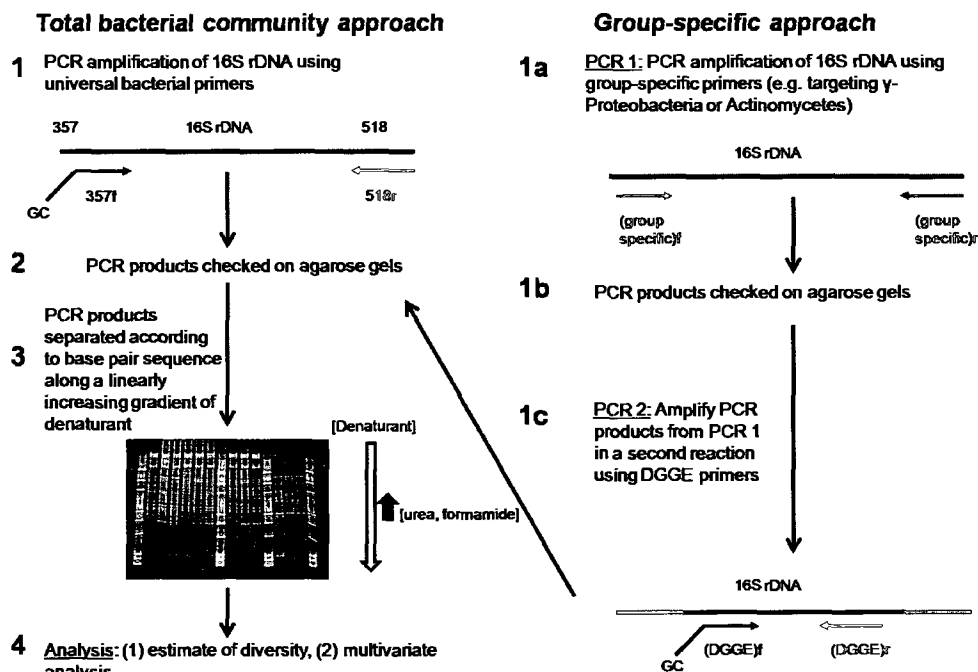 Total bacterial community approach
1 PCR amplification of 16S rDNA using
universal bacterial primers
357 16S rDNA 518
357f 518r
GC
2 PCR products checked on agarose gels
3 PCR products
separated according
to base pair sequence
along a linearly
increasing gradient of
denaturant
[Denaturant]
[urea, formamide]
4 Analysis: (1) estimate of diversity, (2) multivariate
analysis
Group-specific approach
1a PCR 1: PCR amplification of 16S rDNA using
group-specific primers (e.g. targeting γ-
Proteobacteria or Actinomycetes)
16S rDNA
(group (group
specific)f specific)r
1b PCR products checked on agarose gels
1c PCR 2: Amplify PCR
products from PCR 1
in a second reaction
using DGGE primers
16S rDNA
(DGGE)f (DGGE)r
GC